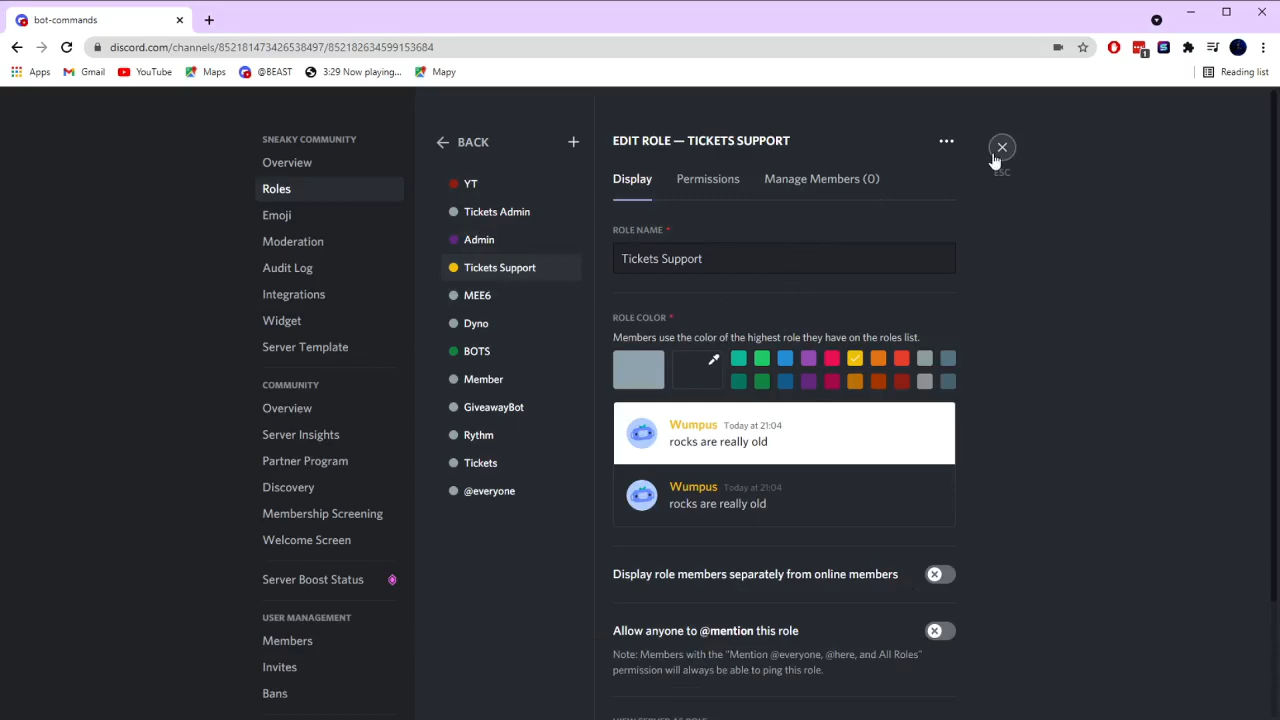 bot-commands
discord.com/channels/852181473426538497/852182634599153684
1
Apps
Gmail
YouTube
Maps
@BEAST
3:29 Now playing...
Mapy
Reading list
SNEAKY COMMUNITY
Overview
Roles
Emoji
Moderation
Audit Log
Integrations
Widget
Server Template
COMMUNITY
Overview
Server Insights
Partner Program
Discovery
Membership Screening
Welcome Screen
Server Boost Status
USER MANAGEMENT
Members
Invites
Bans
BACK
YT
Tickets Admin
Admin
Tickets Support
MEE6
Dyno
BOTS
Member
GiveawayBot
Rythm
Tickets
@everyone
EDIT ROLE — TICKETS SUPPORT
ESC
Display Permissions Manage Members (0)
ROLE NAME *
Tickets Support
ROLE COLOR *
Members use the color of the highest role they have on the roles list.
Wumpus Today at 21:04
rocks are really old
Wumpus Today at 21:04
rocks are really old
Display role members separately from online members
Allow anyone to @mention this role
Note: Members with the "Mention @everyone, @here, and All Roles"
permission will always be able to ping this role.
VIEW SERVER AS ROLE